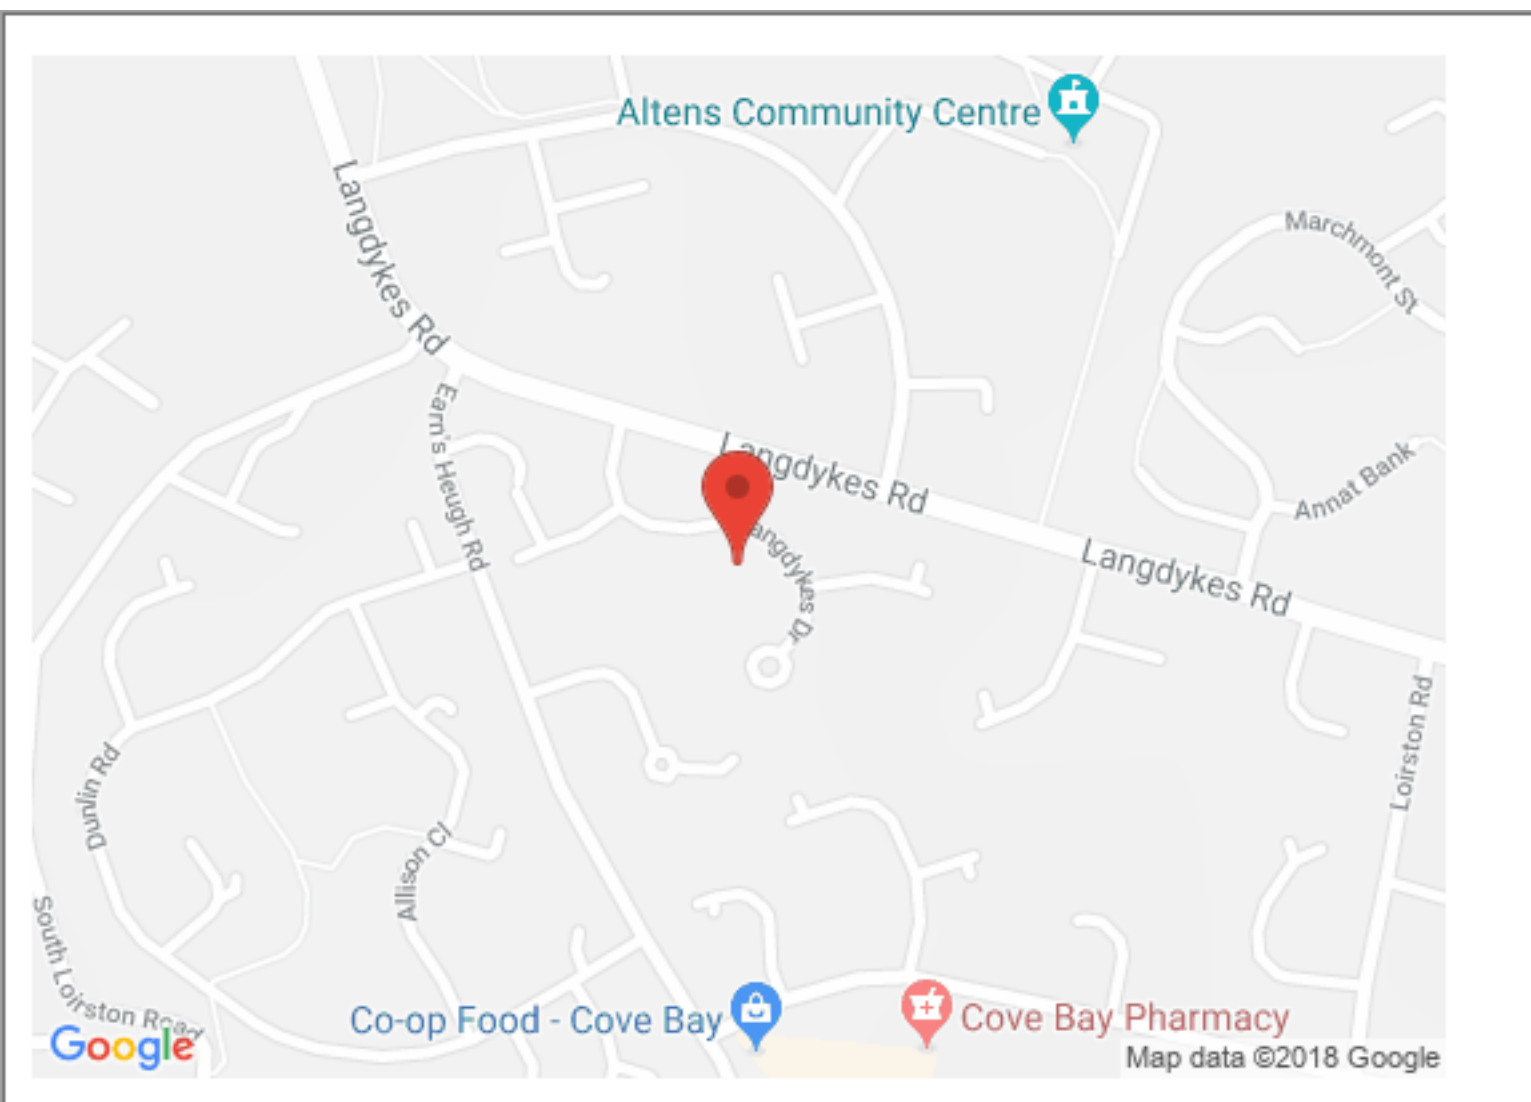 Altens Community Centre
Langdykes Rd
Marchmont St
Earn's Heugh Rd
Langdykes Rd
Annat Bank
Langdykes Dr
Langdykes Rd
Loirston Rd
Dunlin Rd
Allison Cl
South Loirston Road
Co-op Food - Cove Bay
Cove Bay Pharmacy
Google
Map data ©2018 Google